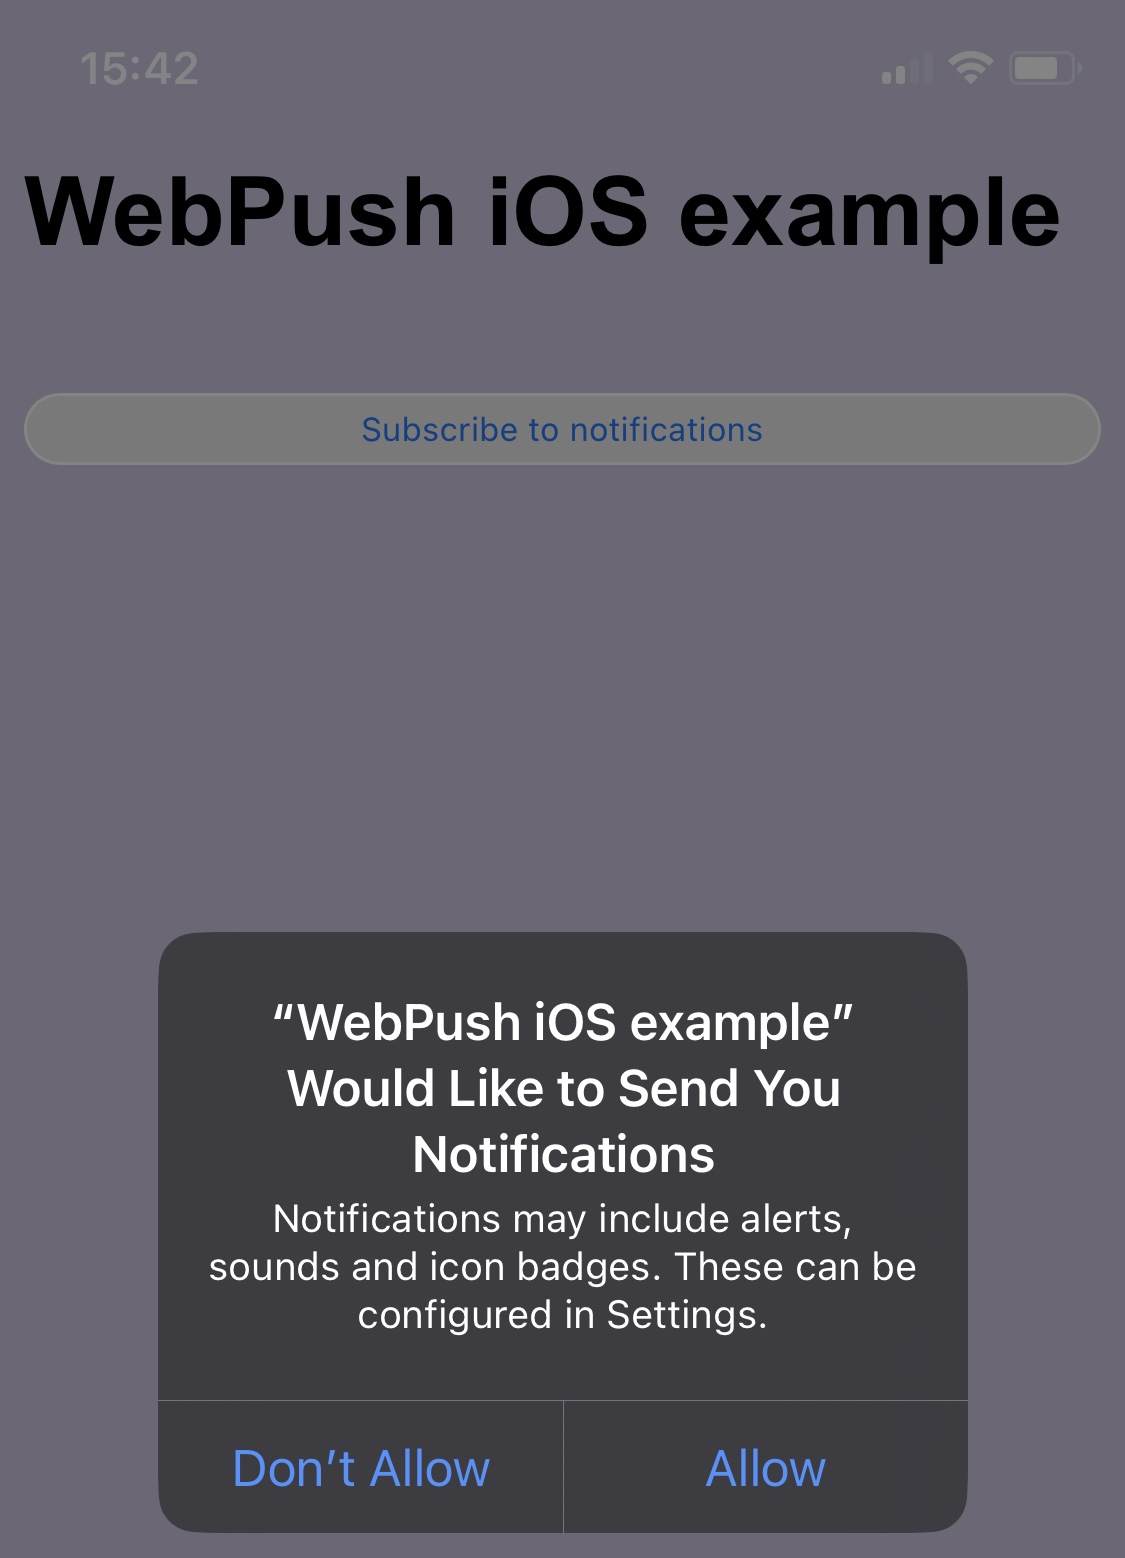 15:42
WebPush iOS example
Subscribe to notifications
“WebPush iOS example”
Would Like to Send You
Notifications
Notifications may include alerts,
sounds and icon badges. These can be
configured in Settings.
Don’t Allow
Allow